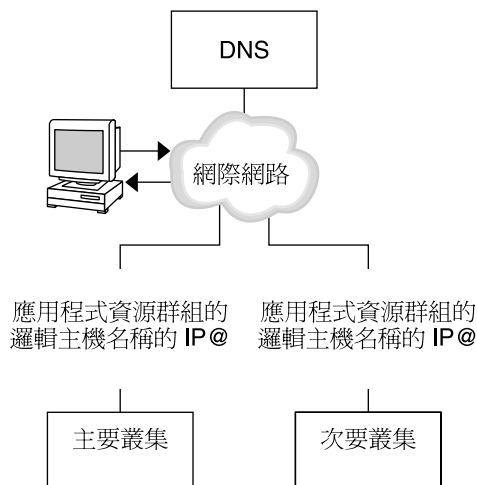 DNS
網際網路
應用程式資源群組的
邏輯主機名稱的 IP@
應用程式資源群組的
邏輯主機名稱的 IP@
主要叢集
次要叢集